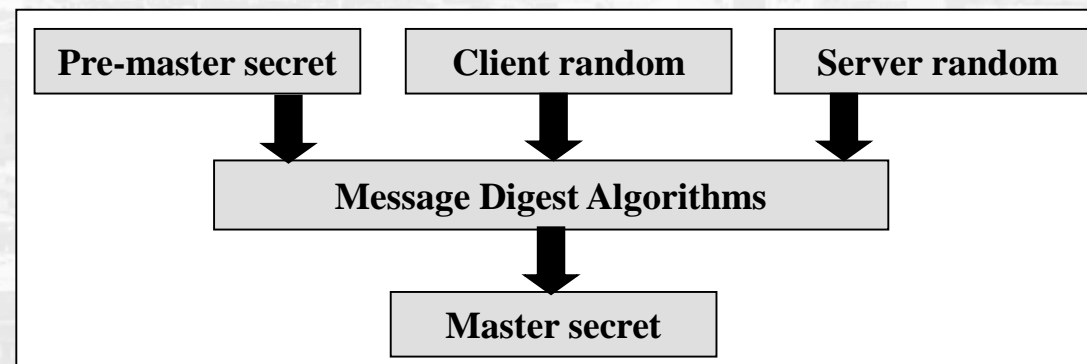 Pre-master secret
Client random
Server random
Message Digest Algorithms
Master secret